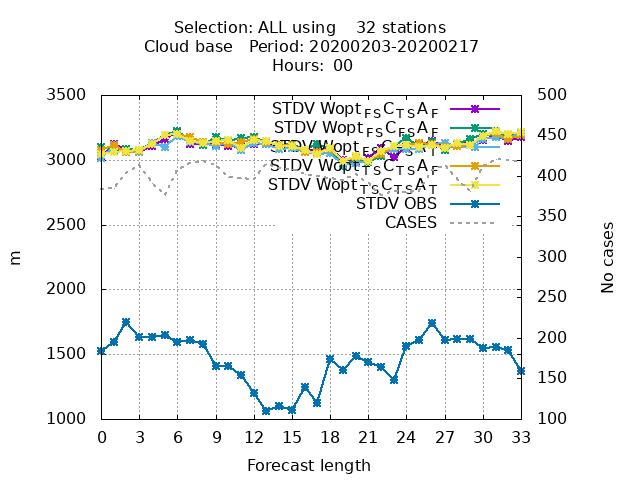 Selection: ALL using 32 stations
Cloud base Period: 20200203-20200217
Hours: 00
3500
3000
2500
2000
1500
1000
m
500
450
400
350
300
250
200
150
100
No cases
STDV Wopt FS C TS A F
STDV Wopt FS C FS A F
STDV Wopt
STDV Wopt TS C TS A F
STDV Wopt TS C TS A T
STDV OBS
CASES
0 3 6 9 12 15 18 21 24 27 30 33
Forecast length